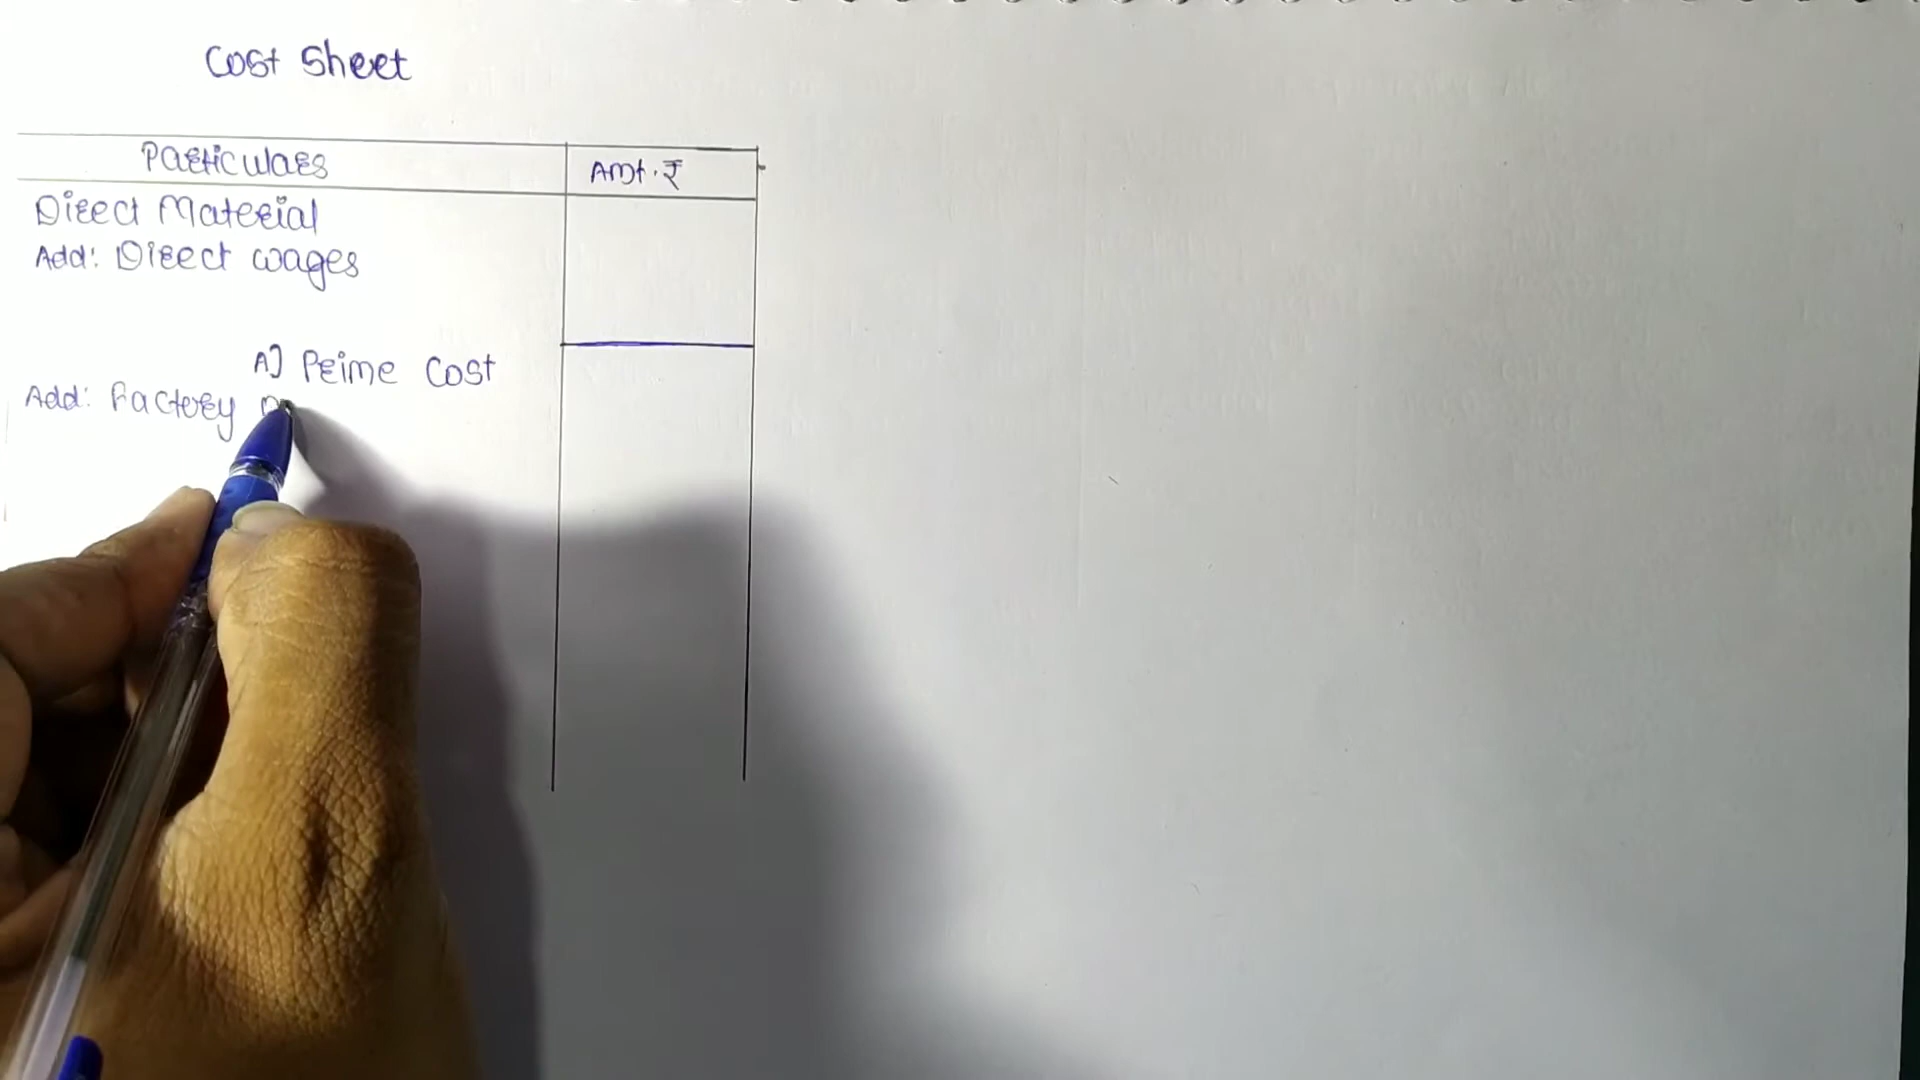 Cost Sheet
Particulars Amt. ₹
Direct Material
Add: Direct wages
A] Prime Cost
Add: Factory